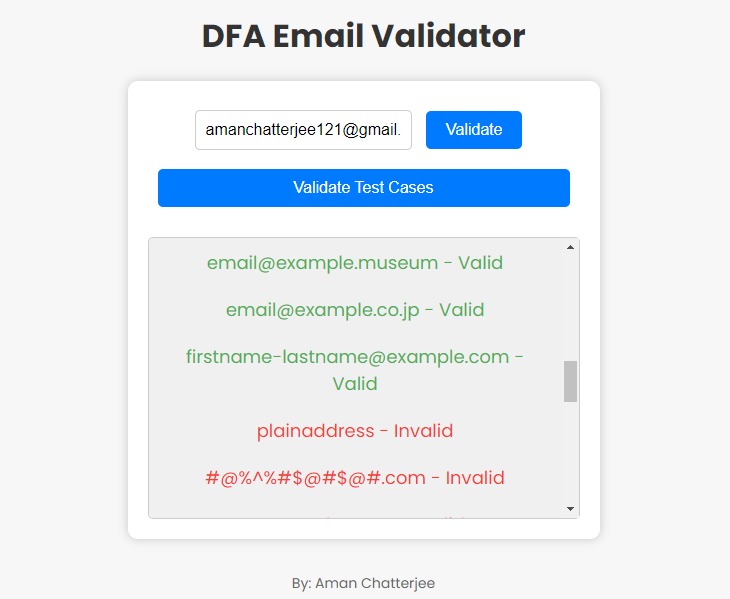 DFA Email Validator
amanchatterjee121@gmail.
Validate
Validate Test Cases
email@example.museum - Valid
email@example.co.jp - Valid
firstname-lastname@example.com -
Valid
plainaddress - Invalid
#@%^%#$@#$@#.com - Invalid
By: Aman Chatterjee